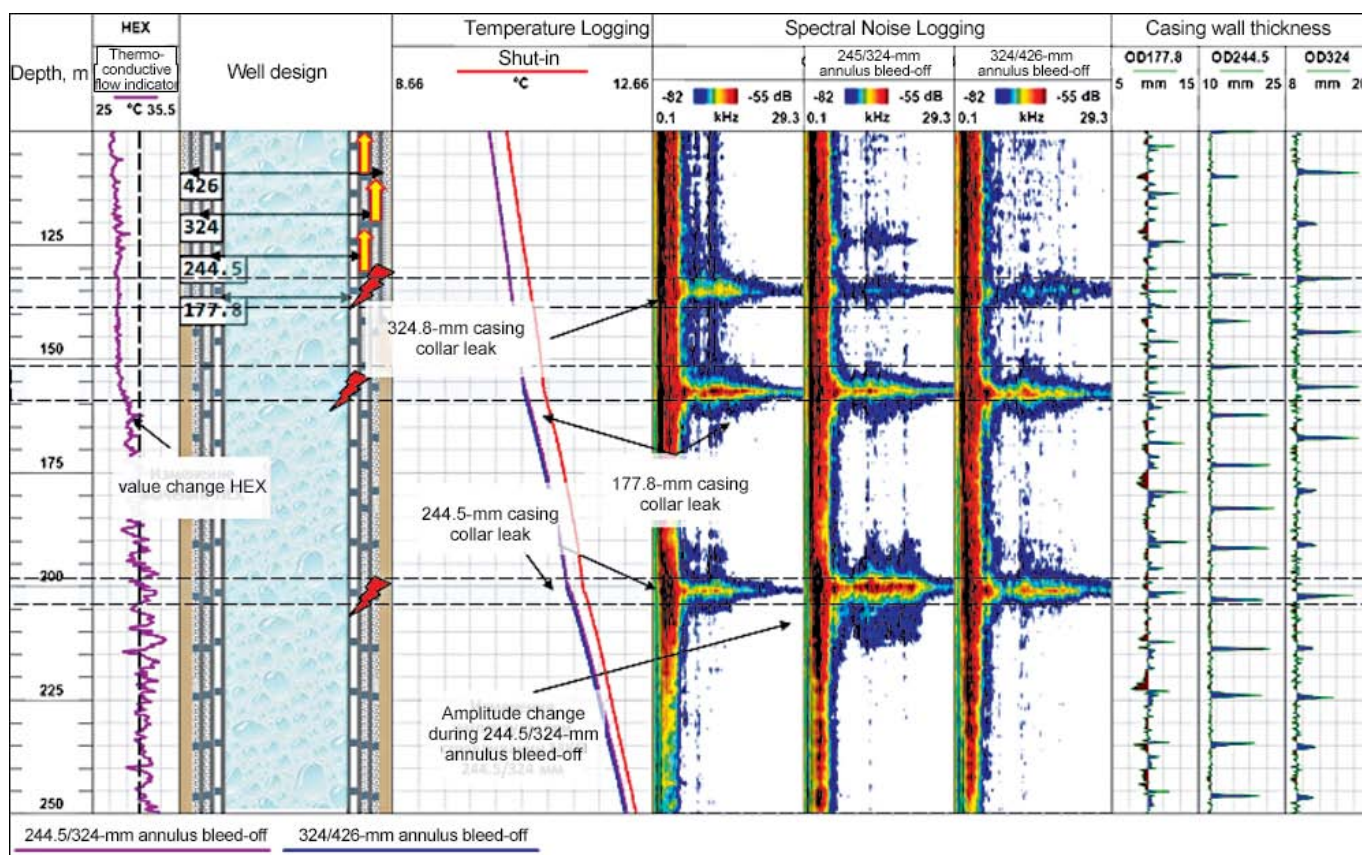 HEX
Thermo-
conductive
flow indicator
25 °C 35.5
Depth, m
Well design
Temperature Logging
Shut-in
8.66 °C 12.66
Spectral Noise Logging
-82 -55 dB
0.1 kHz 29.3
245/324-mm
annulus bleed-off
-82 -55 dB
0.1 kHz 29.3
324/426-mm
annulus bleed-off
-82 -55 dB
0.1 kHz 29.3
Casing wall thickness
OD177.8
5 mm 15
OD244.5
10 mm 25
OD324
8 mm 20
426
324
244.5
177.8
125
150
175
200
225
250
324.8-mm casing
collar leak
value change HEX
177.8-mm casing
collar leak
244.5-mm casing
collar leak
Amplitude change
during 244.5/324-mm
annulus bleed-off
244.5/324-mm annulus bleed-off
324/426-mm annulus bleed-off